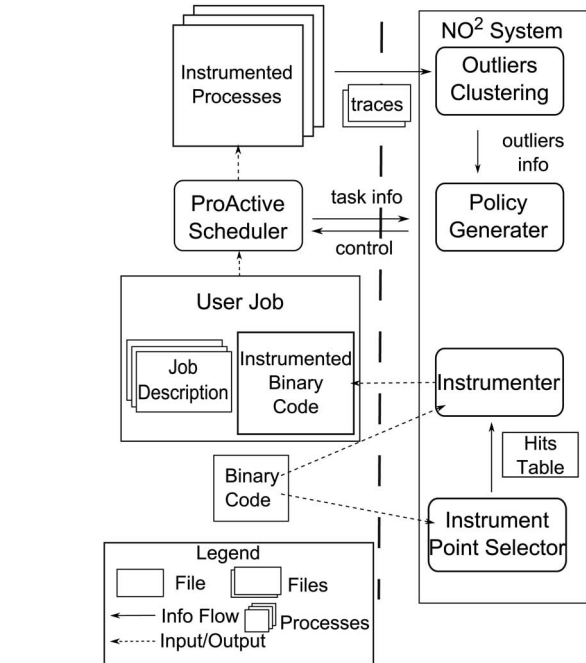 NO² System
Instrumented
Processes
traces
Outliers
Clustering
outliers
info
ProActive
Scheduler
task info
control
Policy
Generater
User Job
Job
Description
Instrumented
Binary
Code
Instrumenter
Hits
Table
Binary
Code
Instrument
Point Selector
Legend
File
Files
Info Flow
Processes
Input/Output